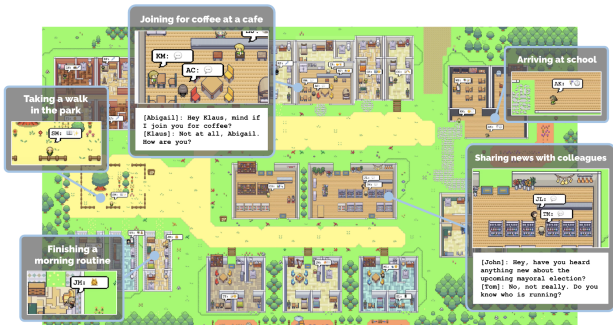 Joining for coffee at a cafe
KM:
AC:
[Abigail]: Hey Klaus, mind if
I join you for coffee?
[Klaus]: Not at all, Abigail.
How are you?
Taking a walk
in the park
SM:
Arriving at school
AK:
Sharing news with colleagues
JL:
TM:
[John]: Hey, have you heard
anything new about the
upcoming mayoral election?
[Tom]: No, not really. Do you
know who is running?
Finishing a
morning routine
JM: